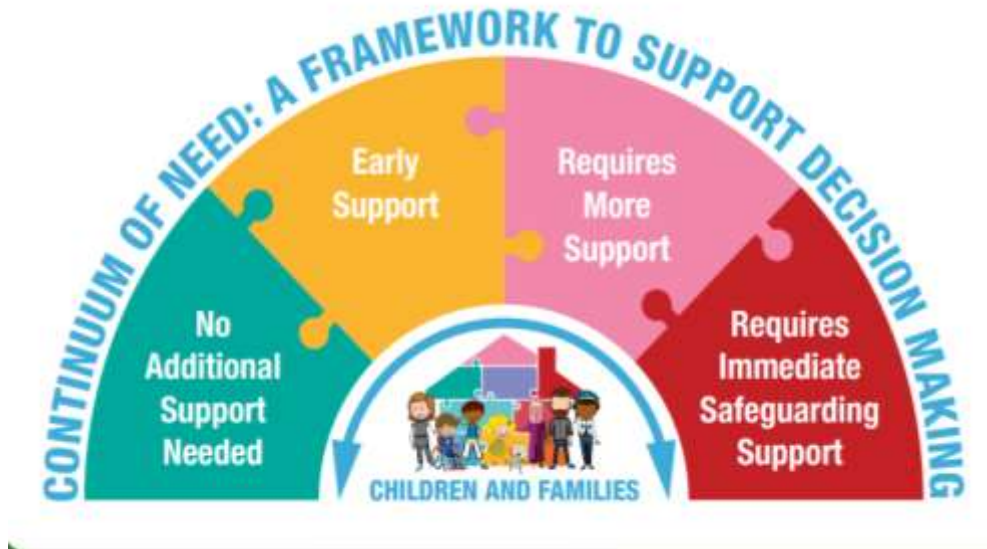 CONTINUUM OF NEED: A FRAMEWORK TO SUPPORT DECISION MAKING
No
Additional
Support
Needed
Early
Support
Requires
More
Support
Requires
Immediate
Safeguarding
Support
CHILDREN AND FAMILIES